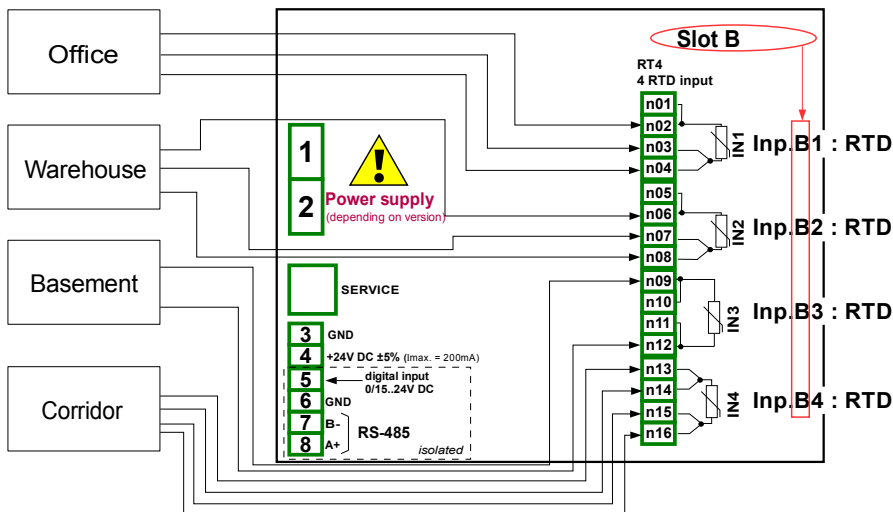 Office
Warehouse
Basement
Corridor
1
2
Power supply
(depending on version)
SERVICE
3 GND
4 +24V DC ±5% (Imax. = 200mA)
5 digital input
0/15..24V DC
6 GND
7 B-
8 A+
RS-485
isolated
Slot B
RT4
4 RTD input
n01
n02
n03
n04
n05
n06
n07
n08
n09
n10
n11
n12
n13
n14
n15
n16
IN1
IN2
IN3
IN4
Inp.B1 : RTD
Inp.B2 : RTD
Inp.B3 : RTD
Inp.B4 : RTD